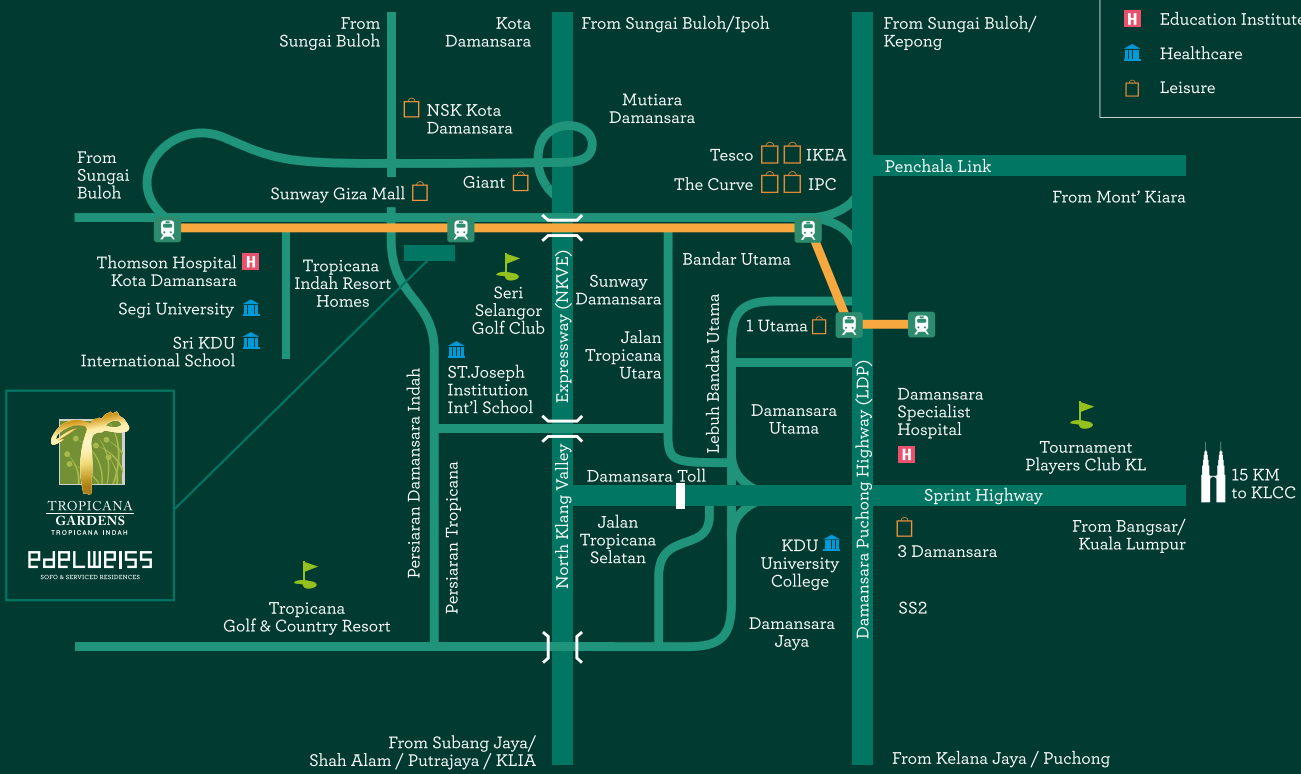 From
Sungai Buloh
Kota
Damansara
From Sungai Buloh/Ipoh
From Sungai Buloh/
Kepong
H Education Institute
Healthcare
Leisure
NSK Kota
Damansara
Mutiara
Damansara
From
Sungai
Buloh
Sunway Giza Mall
Giant
Tesco
IKEA
The Curve
IPC
Penchala Link
From Mont' Kiara
Thomson Hospital H
Kota Damansara
Segi University
Sri KDU
International School
Tropicana
Indah Resort
Homes
Seri
Selangor
Golf Club
Expressway (NKVE)
Sunway
Damansara
Bandar Utama
Jalan
Tropicana
Utara
Lebuh Bandar Utama
1 Utama
ST.Joseph
Institution
Int'l School
Persiaran Damansara Indah
Persiaran Tropicana
Damansara
Utama
Damansara Puchong Highway (LDP)
Damansara
Specialist
Hospital
H
Tournament
Players Club KL
15 KM
to KLCC
TROPICANA
GARDENS
TROPICANA INDAH
edelweiss
SOFO & SERVICED RESIDENCES
North Klang Valley
Damansara Toll
Sprint Highway
Jalan
Tropicana
Selatan
KDU
University
College
3 Damansara
From Bangsar/
Kuala Lumpur
SS2
Tropicana
Golf & Country Resort
Damansara
Jaya
From Subang Jaya/
Shah Alam / Putrajaya / KLIA
From Kelana Jaya / Puchong